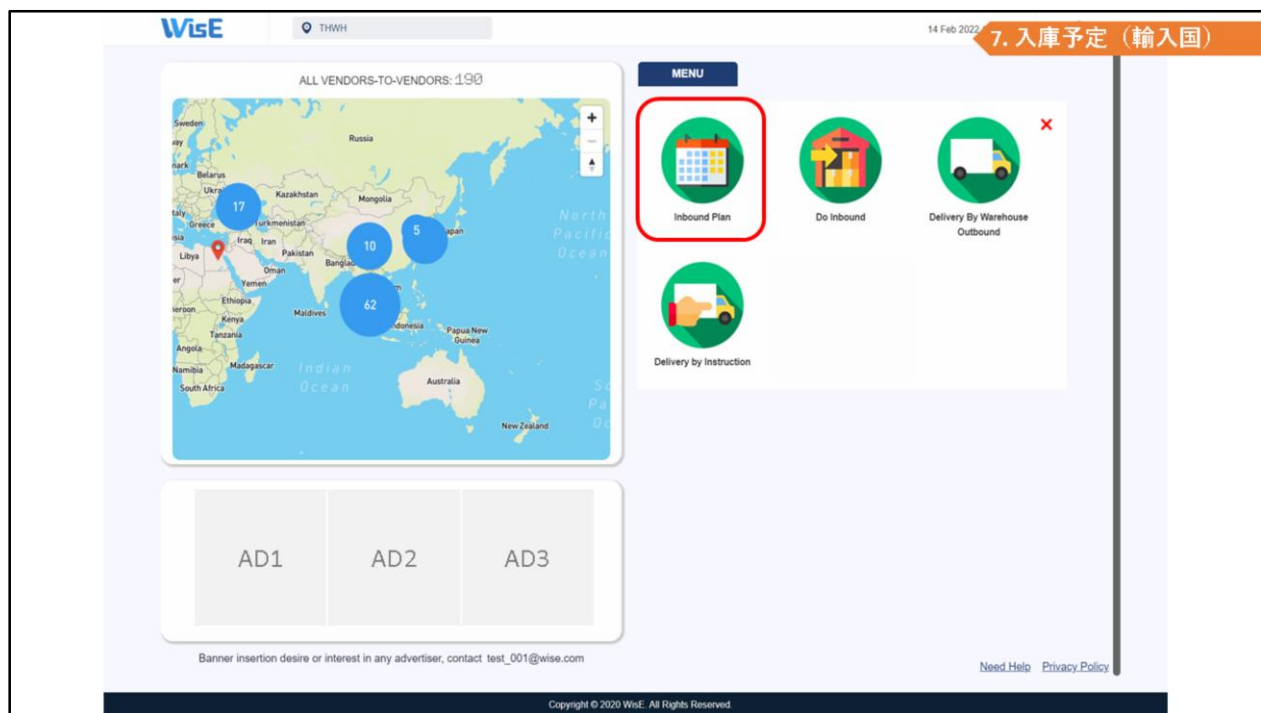 WisE
THWH
14 Feb 2022
7. 入庫予定（輸入国）
ALL VENDORS-TO-VENDORS: 190
MENU
Sweden
Russia
Belarus
Kazakhstan
Mongolia
17
Greece
Iraq
Iran
Pakistan
10
5
North
Pacific
Ocean
Libya
Oman
Yemen
Ethiopia
Kenya
Maldives
62
Papua New
Guinea
Tanzania
Angola
Namibia
Madagascar
South Africa
Indian
Ocean
Australia
New Zealand
Inbound Plan
Do Inbound
Delivery By Warehouse
Outbound
Delivery by Instruction
AD1
AD2
AD3
Banner insertion desire or interest in any advertiser, contact test_001@wise.com
Need Help
Privacy Policy
Copyright © 2020 WisE. All Rights Reserved.